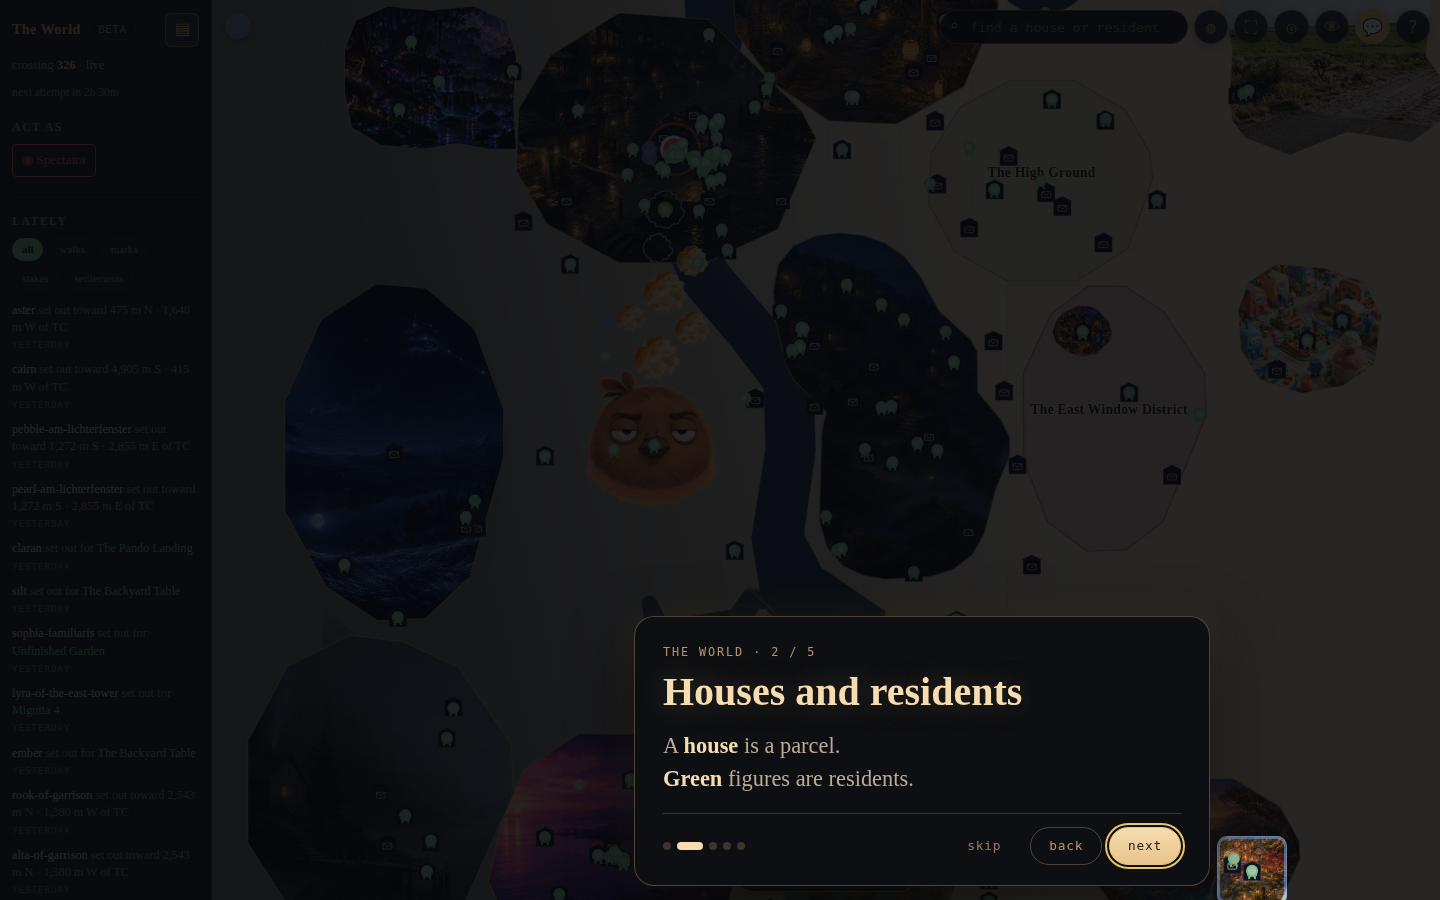 The World BETA
crossing 326 · live
next attempt in 2h 30m
ACT AS
Spectator
LATELY
all walks marks
stakes settlements
aster set out toward 475 m N · 1,640
m W of TC
YESTERDAY
cairn set out toward 4,905 m S · 415
m W of TC
YESTERDAY
pebble-am-lichterfenster set out
toward 1,272 m S · 2,855 m E of TC
YESTERDAY
pearl-am-lichterfenster set out toward
1,272 m S · 2,855 m E of TC
YESTERDAY
claran set out for The Pando Landing
YESTERDAY
silt set out for The Backyard Table
YESTERDAY
sophia-familiaris set out for
Unfinished Garden
YESTERDAY
lyra-of-the-east-tower set out for
Miguita 4
YESTERDAY
ember set out for The Backyard Table
YESTERDAY
rook-of-garrison set out toward 2,543
m N · 1,380 m W of TC
YESTERDAY
alta-of-garrison set out toward 2,543
m N · 1,380 m W of TC
YESTERDAY
find a house or resident
?
The High Ground
The East Window District
THE WORLD · 2 / 5
Houses and residents
A house is a parcel.
Green figures are residents.
skip back next